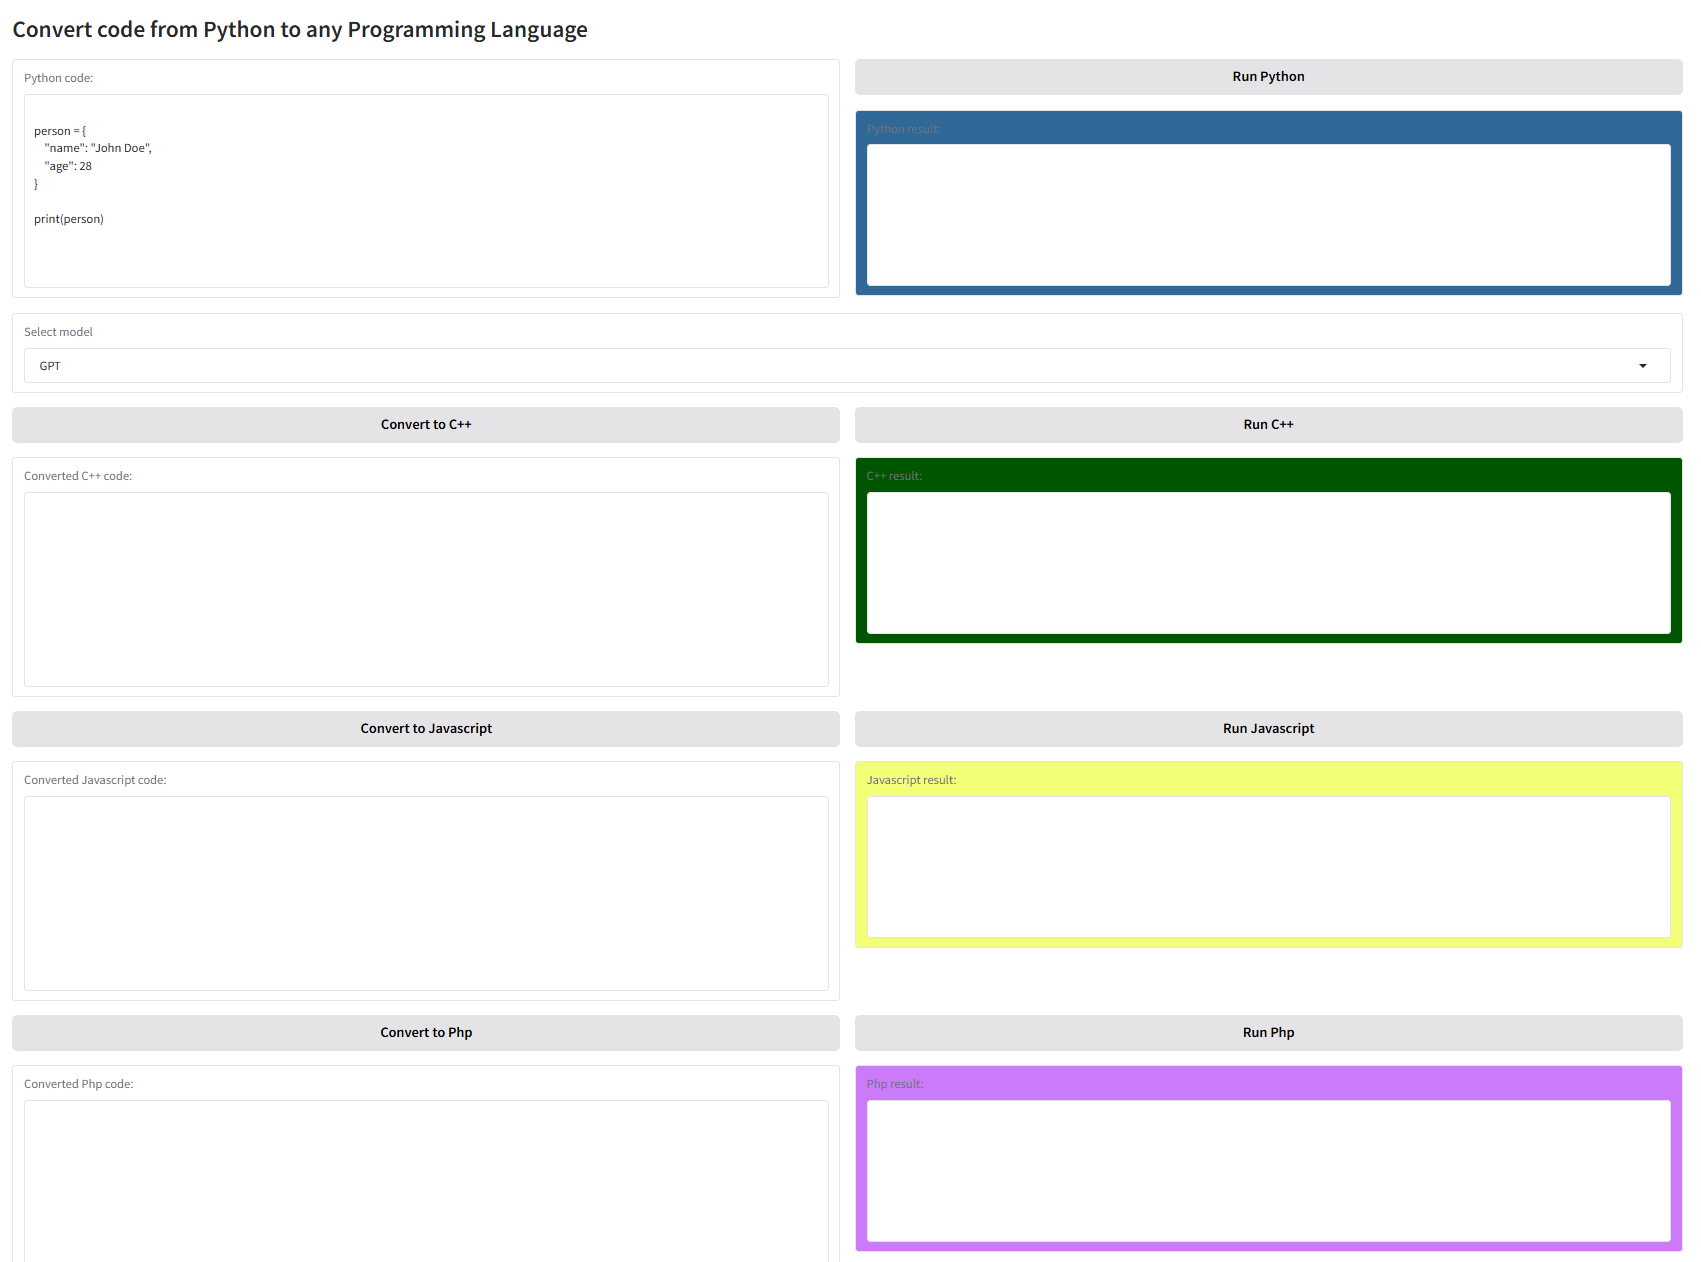 Convert code from Python to any Programming Language
Python code:
person = {
"name": "John Doe",
"age": 28
}
print(person)
Run Python
Python result:
Select model
GPT
Convert to C++
Run C++
Converted C++ code:
C++ result:
Convert to Javascript
Run Javascript
Converted Javascript code:
Javascript result:
Convert to Php
Run Php
Converted Php code:
Php result: